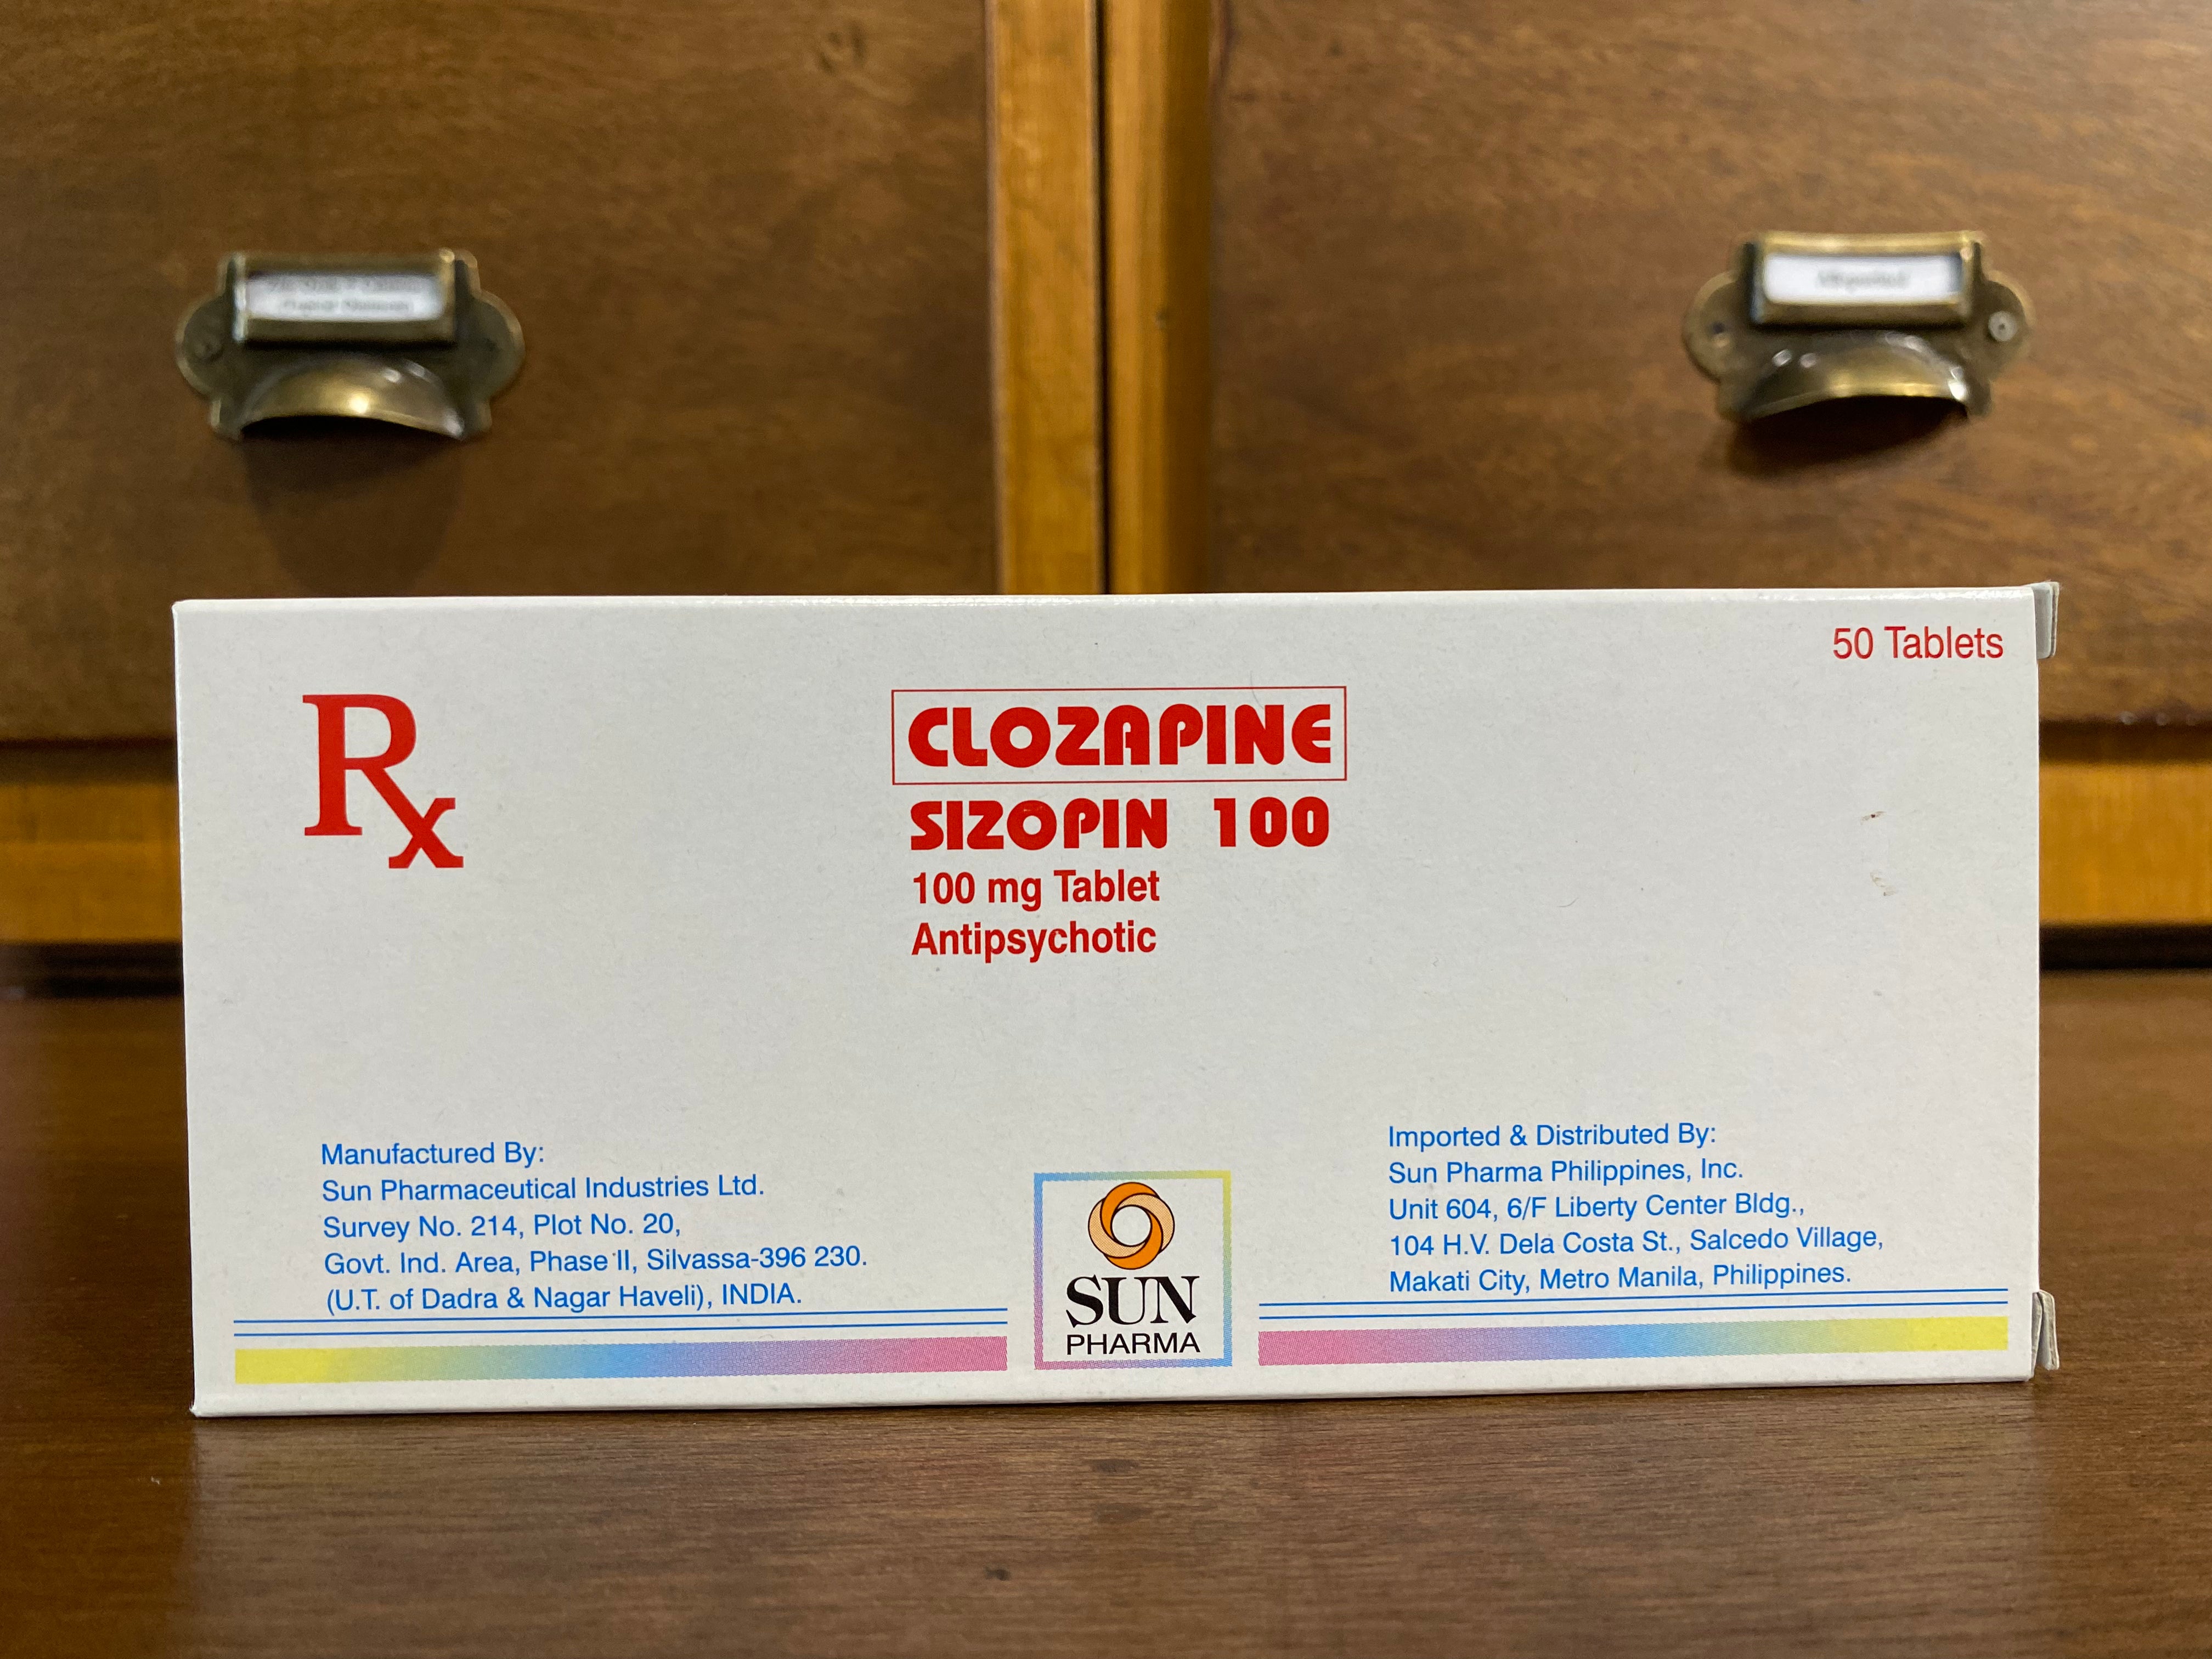 50 Tablets
Rx
CLOZAPINE
SIZOPIN 100
100 mg Tablet
Antipsychotic
Manufactured By:
Sun Pharmaceutical Industries Ltd.
Survey No. 214, Plot No. 20,
Govt. Ind. Area, Phase II, Silvassa-396 230.
(U.T. of Dadra & Nagar Haveli), INDIA.
SUN
PHARMA
Imported & Distributed By:
Sun Pharma Philippines, Inc.
Unit 604, 6/F Liberty Center Bldg.,
104 H.V. Dela Costa St., Salcedo Village,
Makati City, Metro Manila, Philippines.